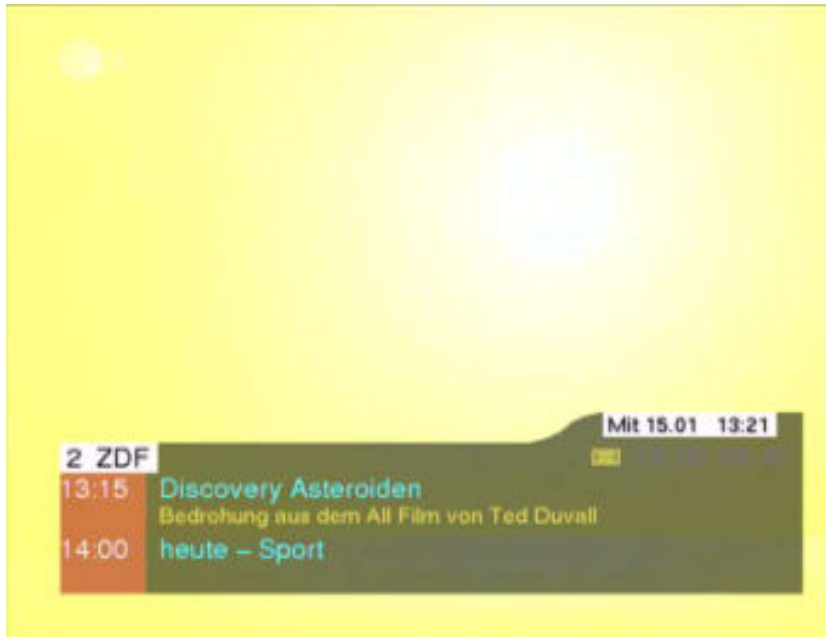 Mit 15.01 13:21
2 ZDF
13:15 Discovery Asteroiden
Bedrohung aus dem All Film von Ted Duvall
14:00 heute – Sport